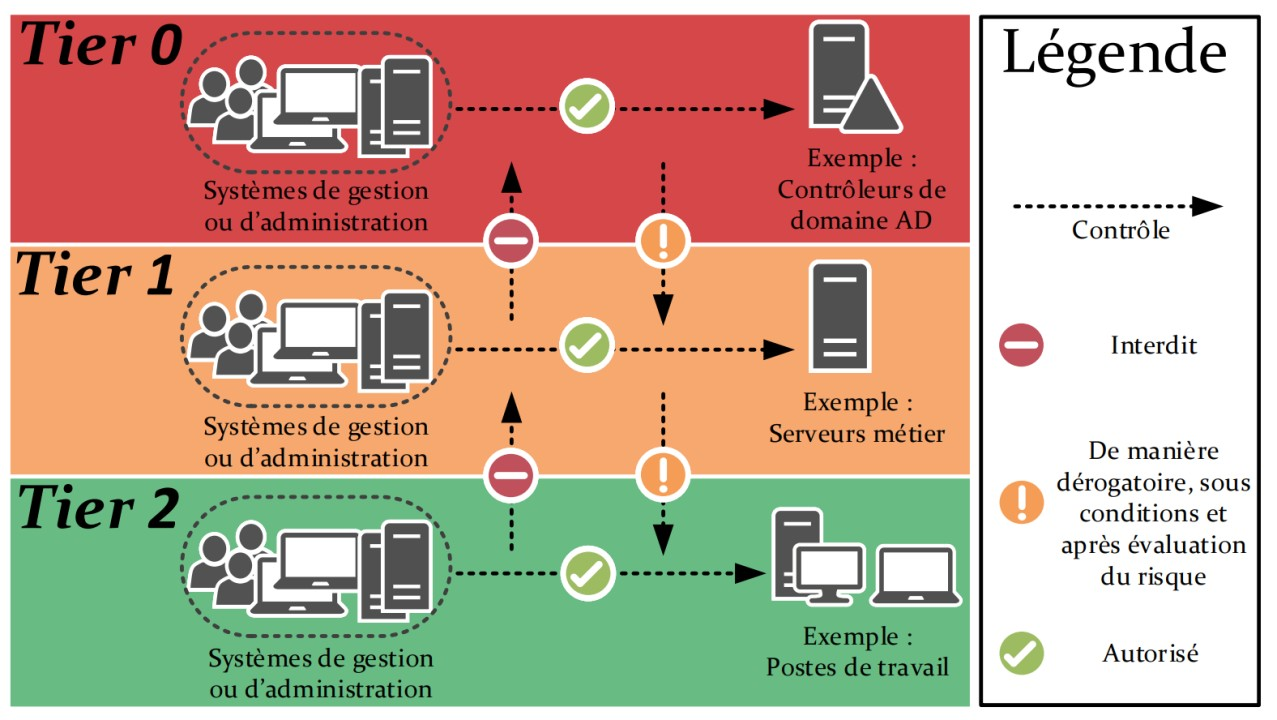 Tier 0
Systèmes de gestion
ou d'administration
Exemple :
Contrôleurs de
domaine AD
Tier 1
Systèmes de gestion
ou d'administration
Exemple :
Serveurs métier
Tier 2
Systèmes de gestion
ou d'administration
Exemple :
Postes de travail
Légende
Contrôle
Interdit
De manière
dérogatoire, sous
conditions et
après évaluation
du risque
Autorisé